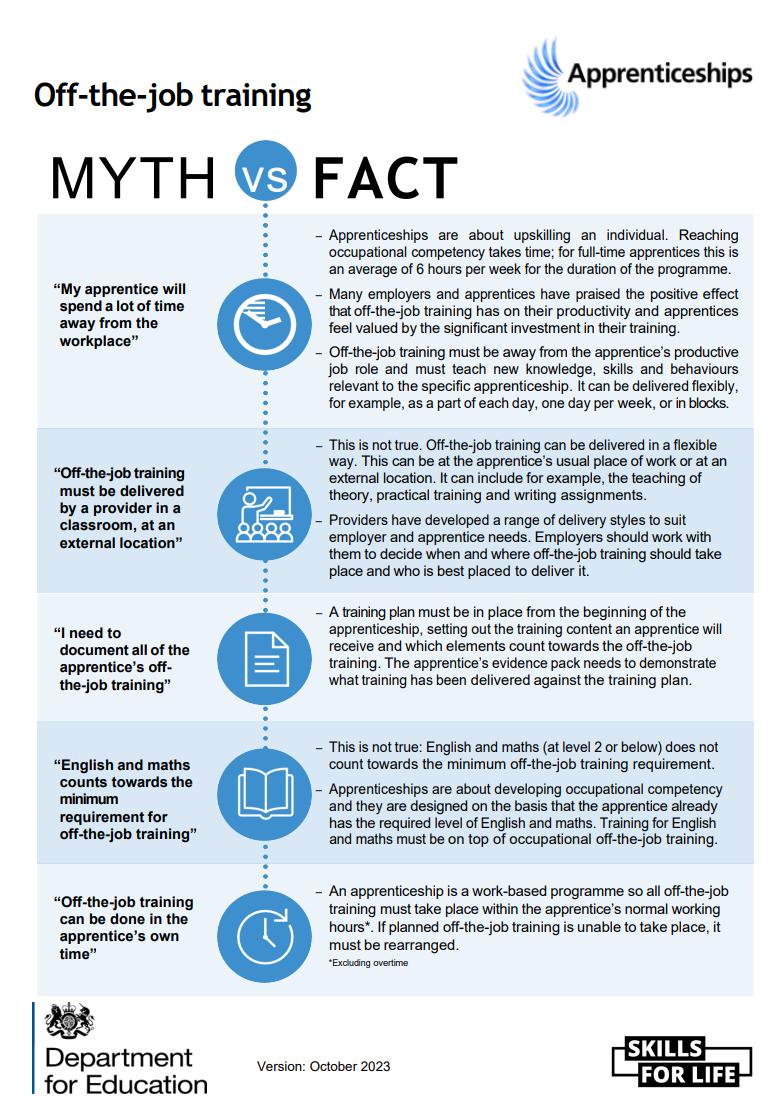 Apprenticeships
Off-the-job training
MYTH vs FACT
“My apprentice will
spend a lot of time
away from the
workplace”
– Apprenticeships are about upskilling an individual. Reaching
occupational competency takes time; for full-time apprentices this is
an average of 6 hours per week for the duration of the programme.
– Many employers and apprentices have praised the positive effect
that off-the-job training has on their productivity and apprentices
feel valued by the significant investment in their training.
– Off-the-job training must be away from the apprentice’s productive
job role and must teach new knowledge, skills and behaviours
relevant to the specific apprenticeship. It can be delivered flexibly,
for example, as a part of each day, one day per week, or in blocks.
“Off-the-job training
must be delivered
by a provider in a
classroom, at an
external location”
– This is not true. Off-the-job training can be delivered in a flexible
way. This can be at the apprentice’s usual place of work or at an
external location. It can include for example, the teaching of
theory, practical training and writing assignments.
– Providers have developed a range of delivery styles to suit
employer and apprentice needs. Employers should work with
them to decide when and where off-the-job training should take
place and who is best placed to deliver it.
“I need to
document all of the
apprentice’s off-
the-job training”
– A training plan must be in place from the beginning of the
apprenticeship, setting out the training content an apprentice will
receive and which elements count towards the off-the-job
training. The apprentice’s evidence pack needs to demonstrate
what training has been delivered against the training plan.
“English and maths
counts towards the
minimum
requirement for
off-the-job training”
– This is not true: English and maths (at level 2 or below) does not
count towards the minimum off-the-job training requirement.
– Apprenticeships are about developing occupational competency
and they are designed on the basis that the apprentice already
has the required level of English and maths. Training for English
and maths must be on top of occupational off-the-job training.
“Off-the-job training
can be done in the
apprentice’s own
time”
– An apprenticeship is a work-based programme so all off-the-job
training must take place within the apprentice’s normal working
hours*. If planned off-the-job training is unable to take place, it
must be rearranged.
*Excluding overtime
Department
for Education
Version: October 2023
SKILLS
FOR LIFE